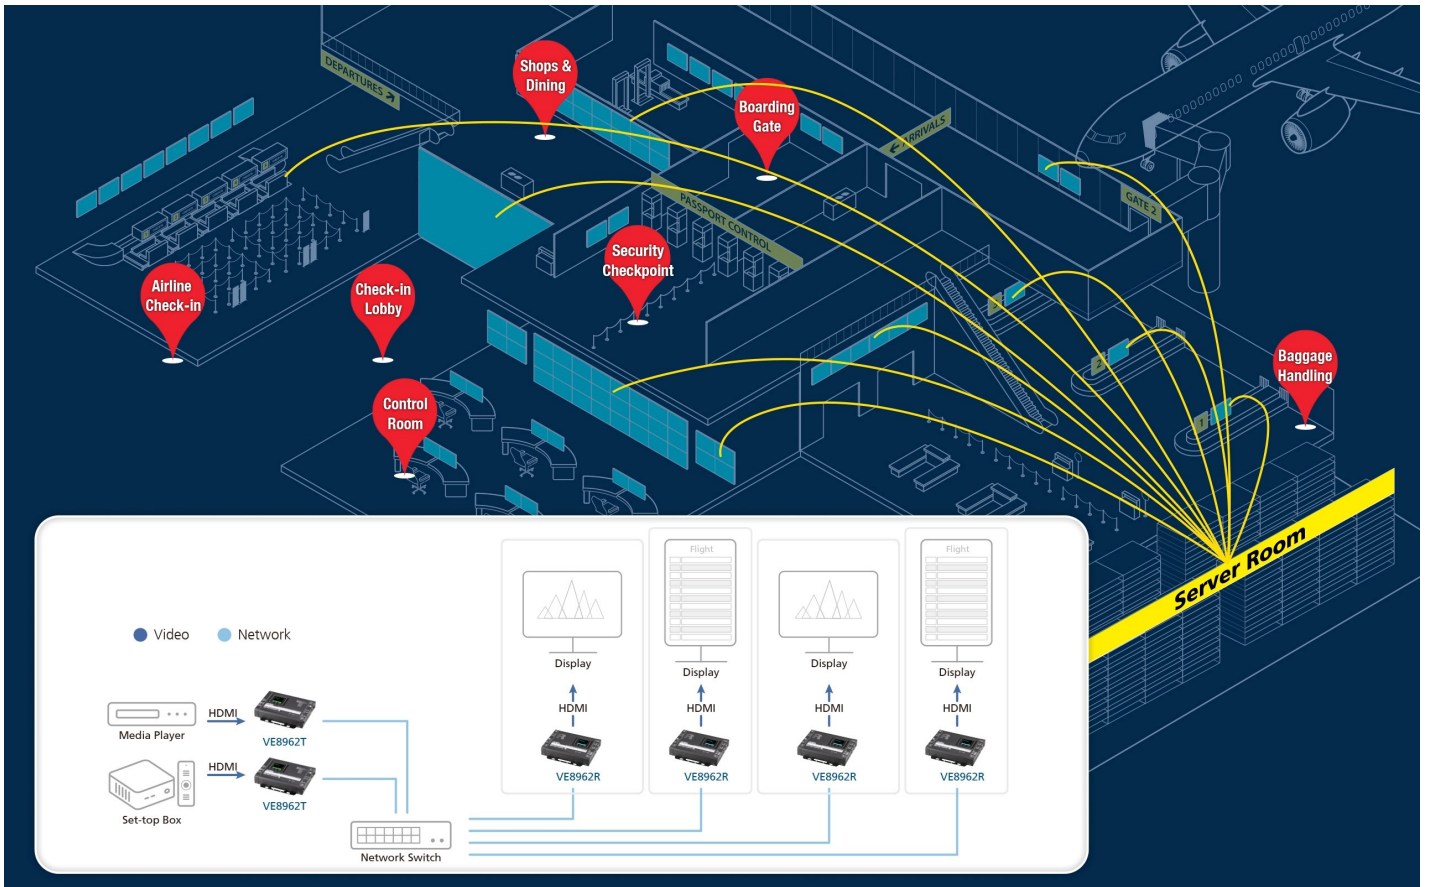 DEPARTURES
Shops &
Dining
Boarding
Gate
ARRIVALS
PASSPORT CONTROL
GATE 2
Security
Checkpoint
Airline
Check-in
Check-in
Lobby
Control
Room
2
1
Baggage
Handling
Server Room
Video
Network
Flight
Flight
Display
Display
Display
Display
HDMI
HDMI
HDMI
HDMI
VE8962R
VE8962R
VE8962R
VE8962R
HDMI
Media Player
VE8962T
HDMI
Set-top Box
VE8962T
Network Switch